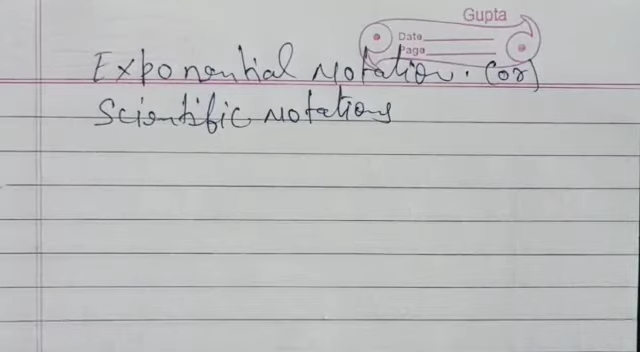 Gupta
Date
Page
Exponential Notation. (or)
Scientific Notations